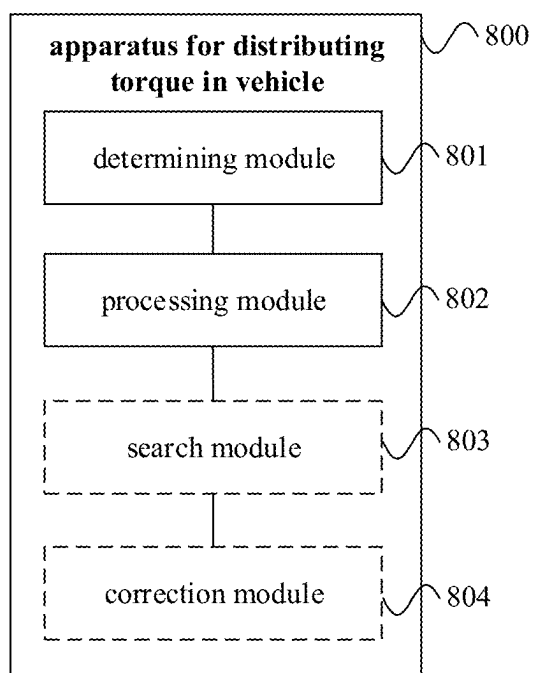 800
apparatus for distributing
torque in vehicle
determining module
801
processing module
802
search module
803
correction module
804